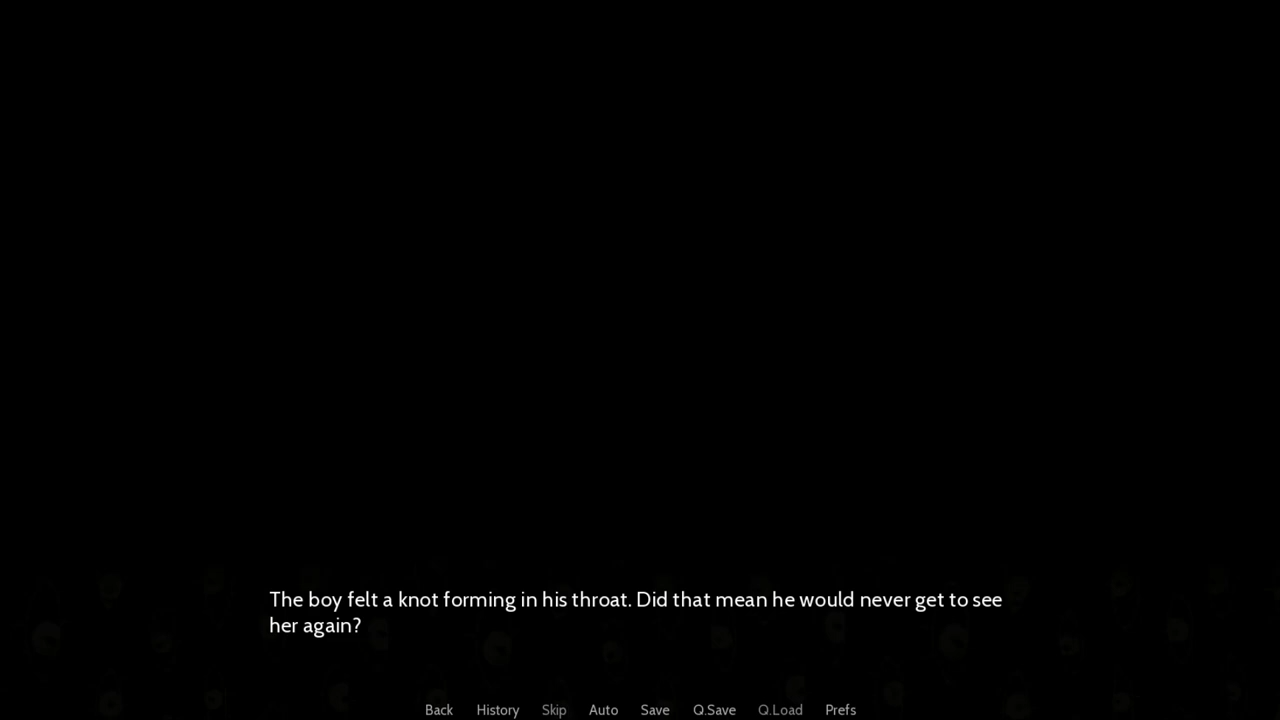 The boy felt a knot forming in his throat. Did that mean he would never get to see
her again?
Back History Skip Auto Save Q.Save Q.Load Prefs